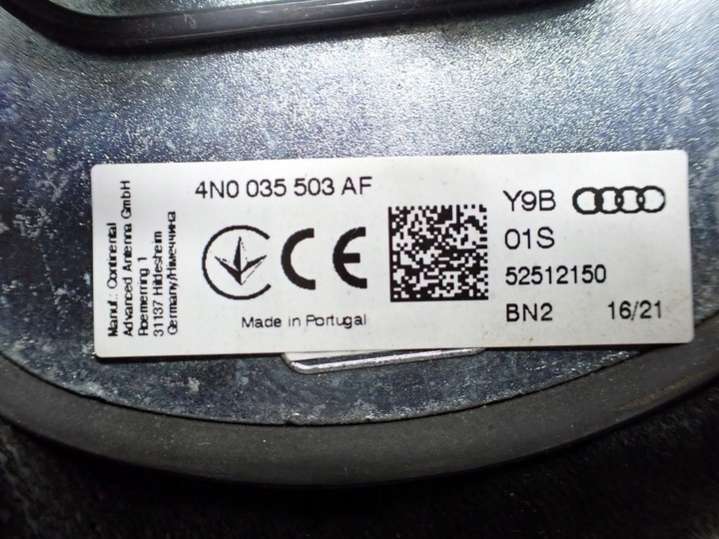 Manuf.: Continental
Advanced Antenna GmbH
Roemerring 1
31137 Hildesheim
Germany/Німеччина
4N0 035 503 AF
CE
Made in Portugal
Y9B
01S
52512150
BN2 16/21